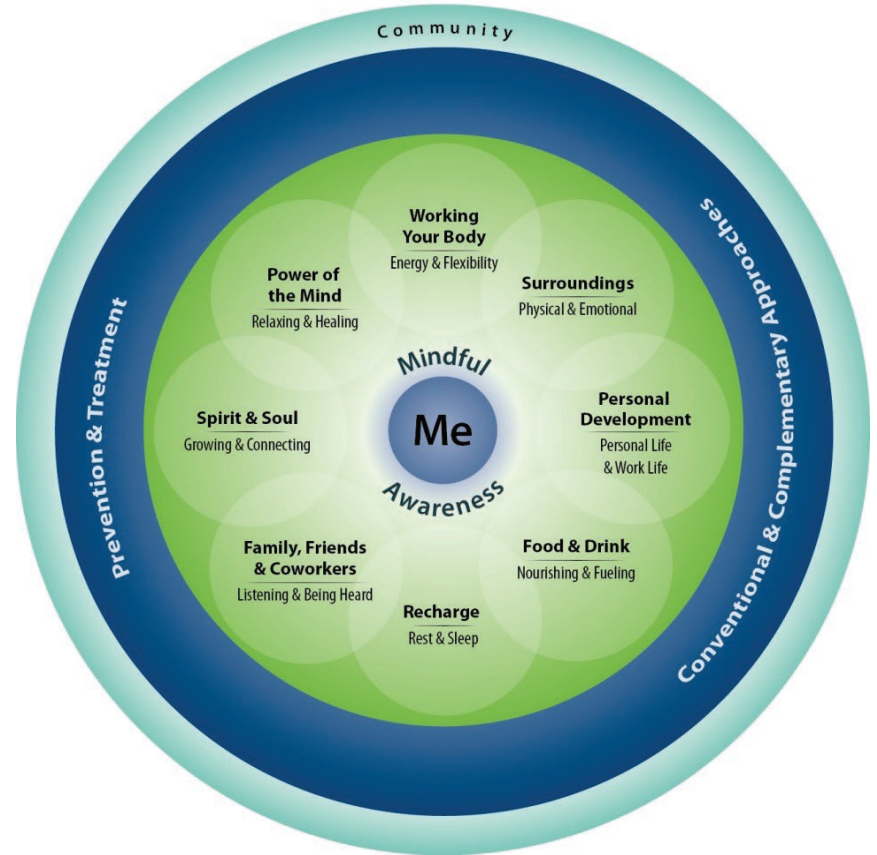 Community
Prevention & Treatment
Conventional & Complementary Approaches
Working
Your Body
Energy & Flexibility
Surroundings
Physical & Emotional
Personal
Development
Personal Life
& Work Life
Food & Drink
Nourishing & Fueling
Recharge
Rest & Sleep
Family, Friends
& Coworkers
Listening & Being Heard
Spirit & Soul
Growing & Connecting
Power of
the Mind
Relaxing & Healing
Mindful
Me
Awareness